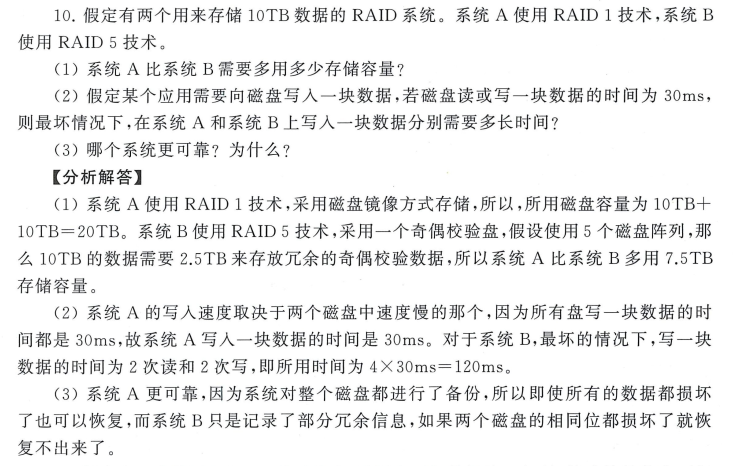 10. 假定有两个用来存储 10TB 数据的 RAID 系统。系统 A 使用 RAID 1 技术,系统 B
使用 RAID 5 技术。
(1) 系统 A 比系统 B 需要多用多少存储容量?
(2) 假定某个应用需要向磁盘写入一块数据,若磁盘读或写一块数据的时间为 30ms,
则最坏情况下,在系统 A 和系统 B 上写入一块数据分别需要多长时间?
(3) 哪个系统更可靠? 为什么?
【分析解答】
(1) 系统 A 使用 RAID 1 技术,采用磁盘镜像方式存储,所以,所用磁盘容量为 10TB+
10TB=20TB。系统 B 使用 RAID 5 技术,采用一个奇偶校验盘,假设使用 5 个磁盘阵列,那
么 10TB 的数据需要 2.5TB 来存放冗余的奇偶校验数据,所以系统 A 比系统 B 多用 7.5TB
存储容量。
(2) 系统 A 的写入速度取决于两个磁盘中速度慢的那个,因为所有盘写一块数据的时
间都是 30ms,故系统 A 写入一块数据的时间是 30ms。对于系统 B,最坏的情况下,写一块
数据的时间为 2 次读和 2 次写,即所用时间为 4×30ms=120ms。
(3) 系统 A 更可靠,因为系统对整个磁盘都进行了备份,所以即使所有的数据都损坏
了也可以恢复,而系统 B 只是记录了部分冗余信息,如果两个磁盘的相同位都损坏了就恢
复不出来了。